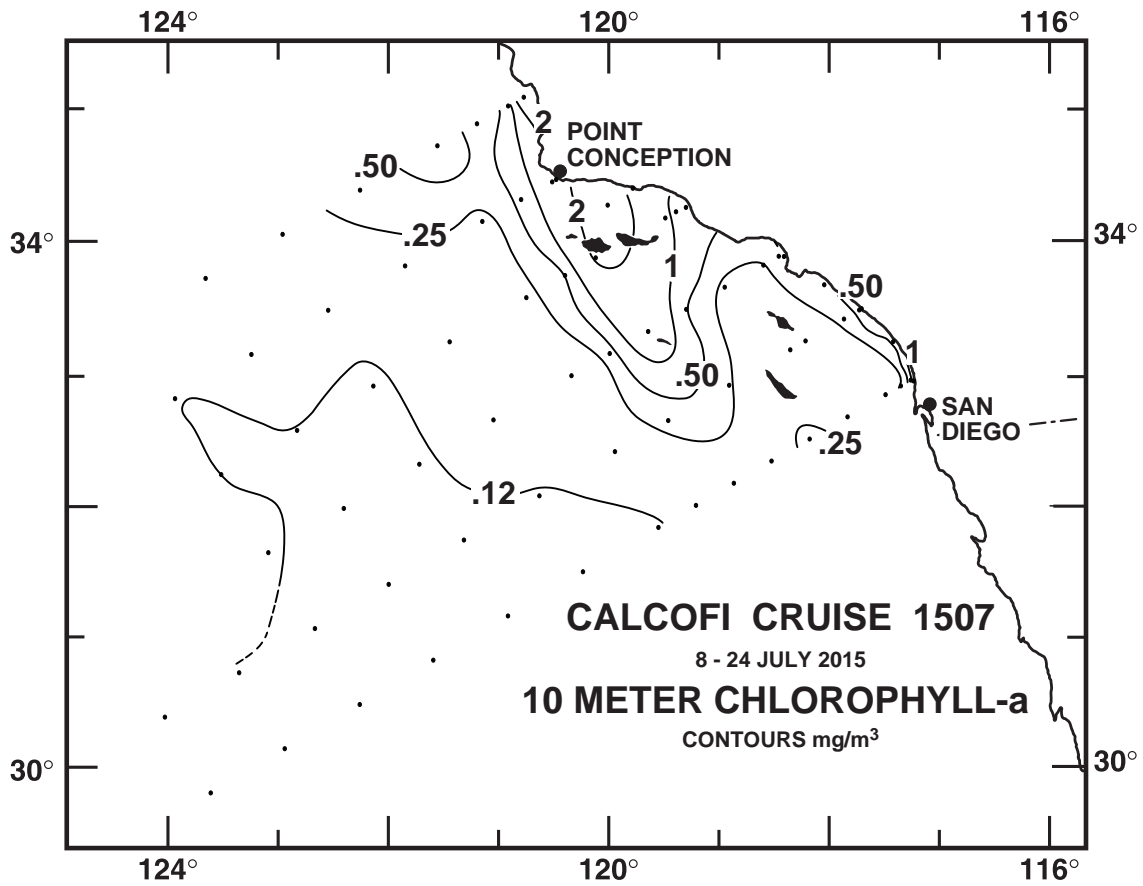 124° 120° 116°
2
POINT
CONCEPTION
.50
2
34° .25 34°
1
.50
1
.50
SAN
DIEGO
.25
.12
CALCOFI CRUISE 1507
8 - 24 JULY 2015
10 METER CHLOROPHYLL-a
CONTOURS mg/m³
30° 30°
124° 120° 116°